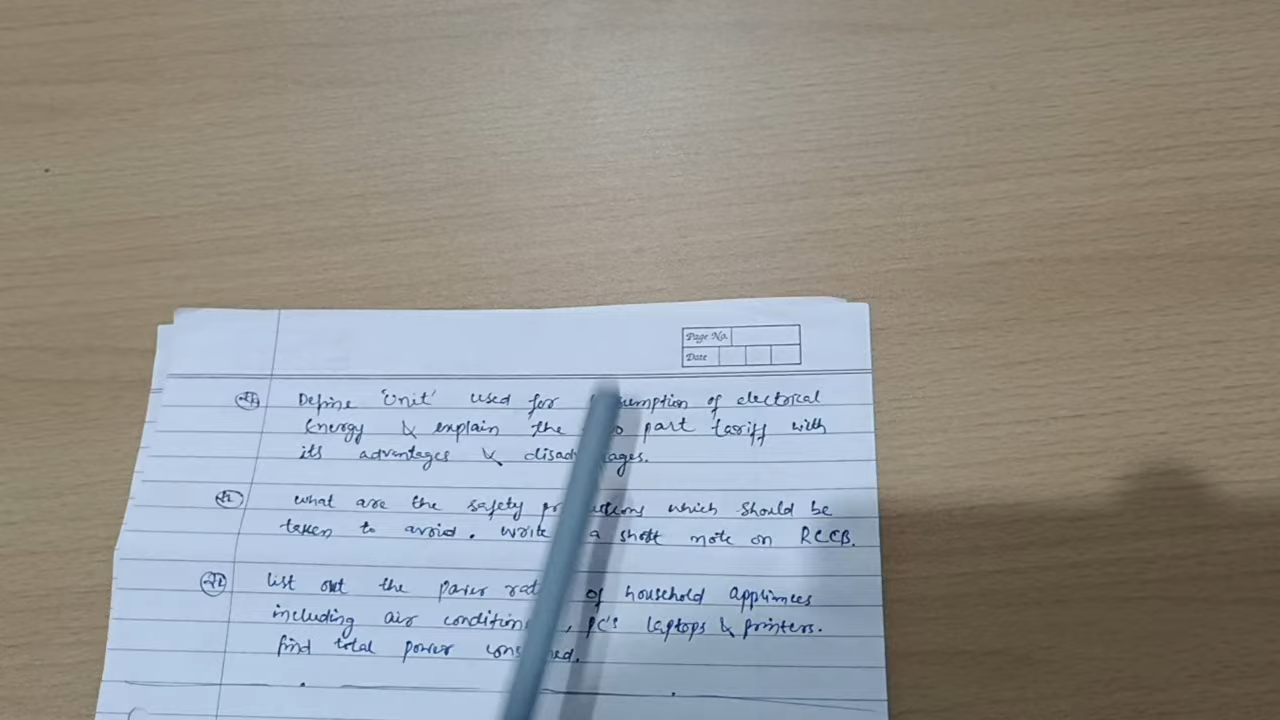 Page No.
Date
Define 'Unit' used for sumption of electrical
Energy & explain the part tariff with
its advantages & disad ages.
what are the safety which should be
taken to avoid. write a short note on RCCB.
list out the power of household appliances
including air condition , PC's laptops & printers.
find total power